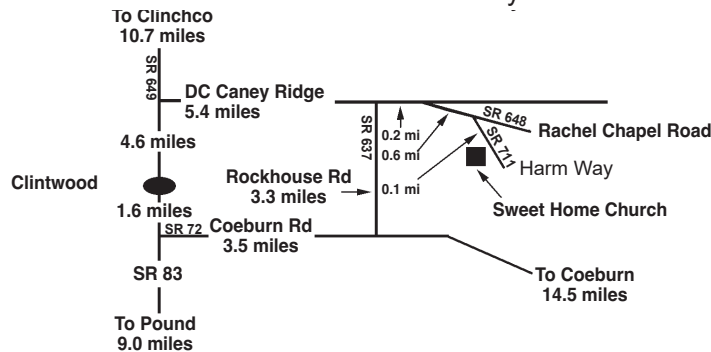 To Clinchco
10.7 miles
SR 649
DC Caney Ridge
5.4 miles
SR 648
Rachel Chapel Road
0.2 mi
SR 637
SR 711
4.6 miles
0.6 mi
Harm Way
Clintwood
Rockhouse Rd
3.3 miles
0.1 mi
1.6 miles
Sweet Home Church
SR 72
Coeburn Rd
3.5 miles
SR 83
To Coeburn
14.5 miles
To Pound
9.0 miles